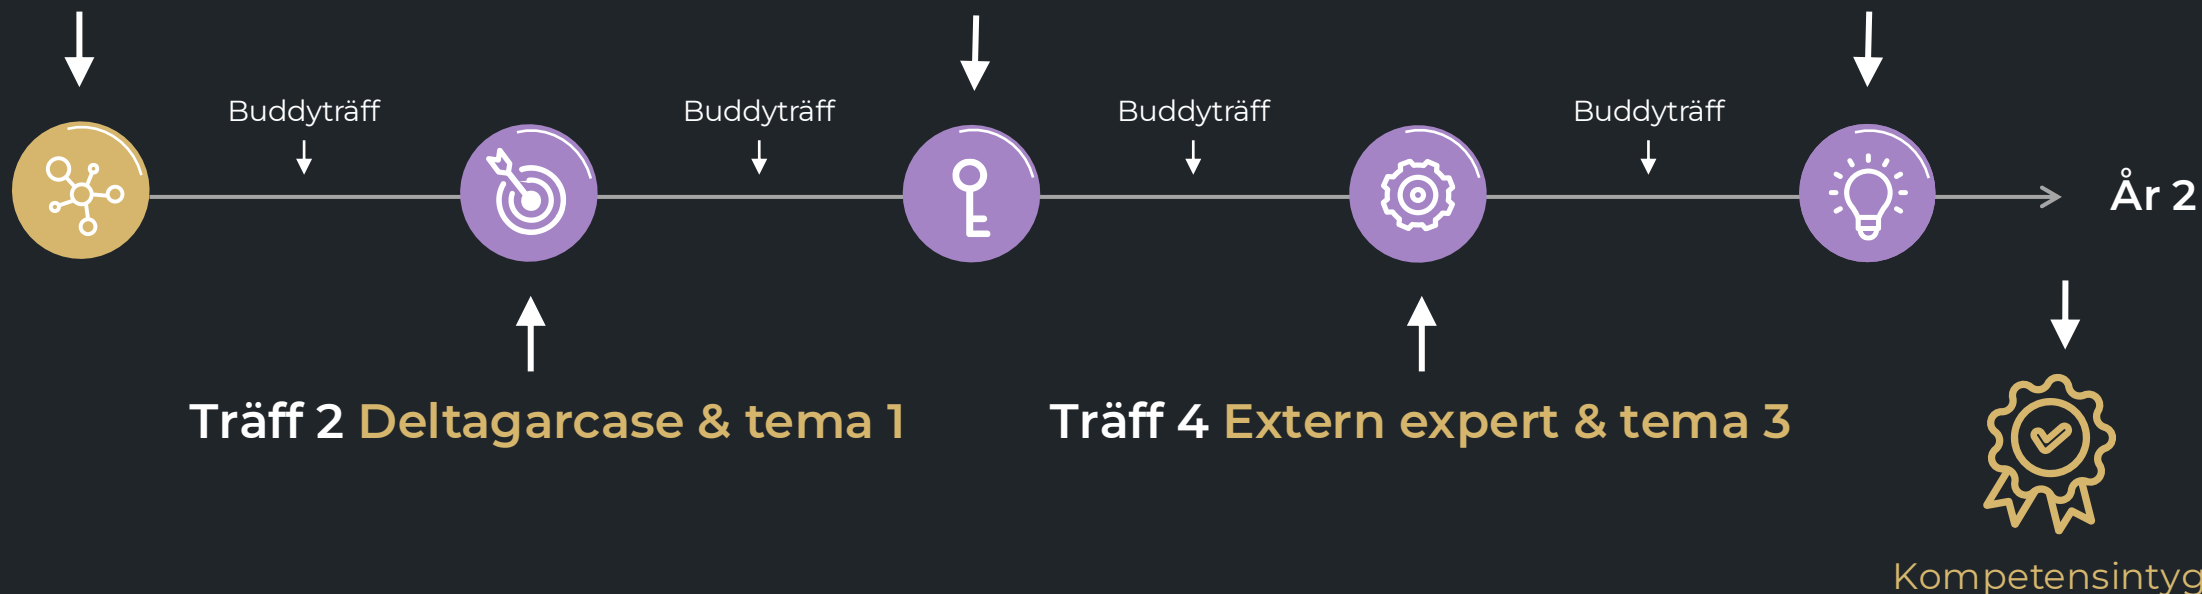 Buddyträff
Buddyträff
Buddyträff
Buddyträff
År 2
Träff 2 Deltagarcase & tema 1
Träff 4 Extern expert & tema 3
Kompetensintyg